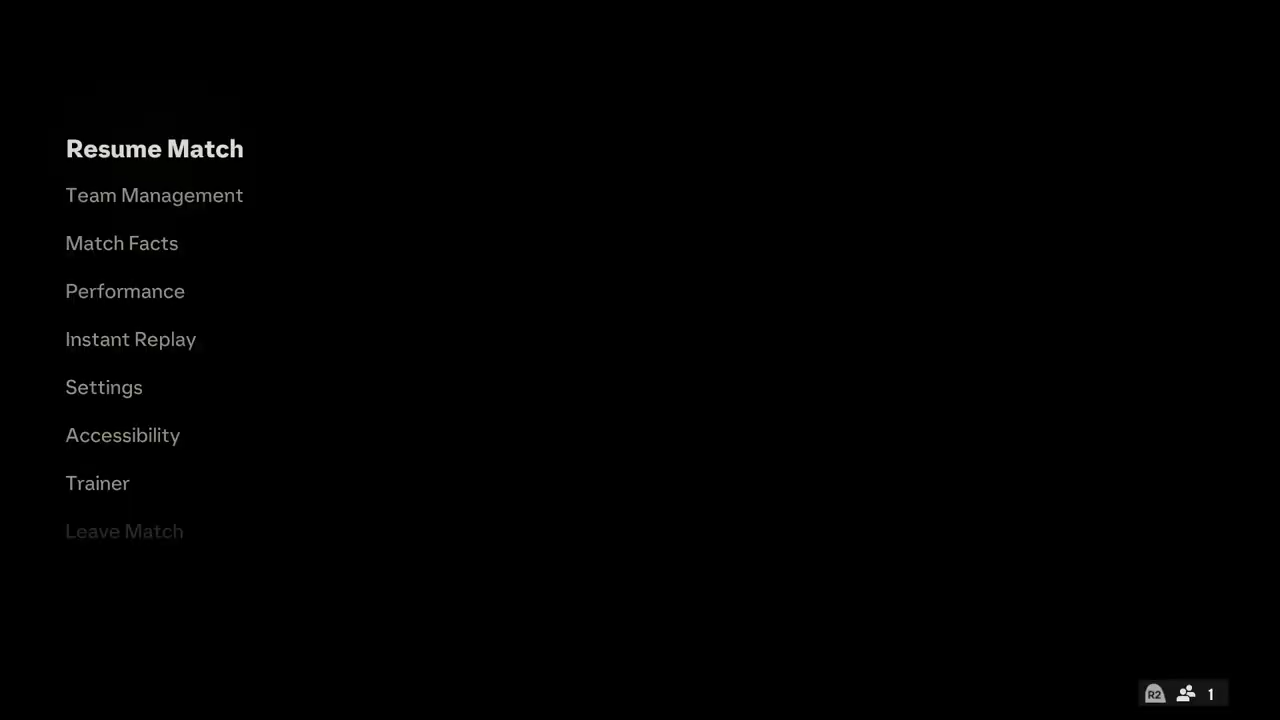 Resume Match
Team Management
Match Facts
Performance
Instant Replay
Settings
Accessibility
Trainer
Leave Match
R2 1